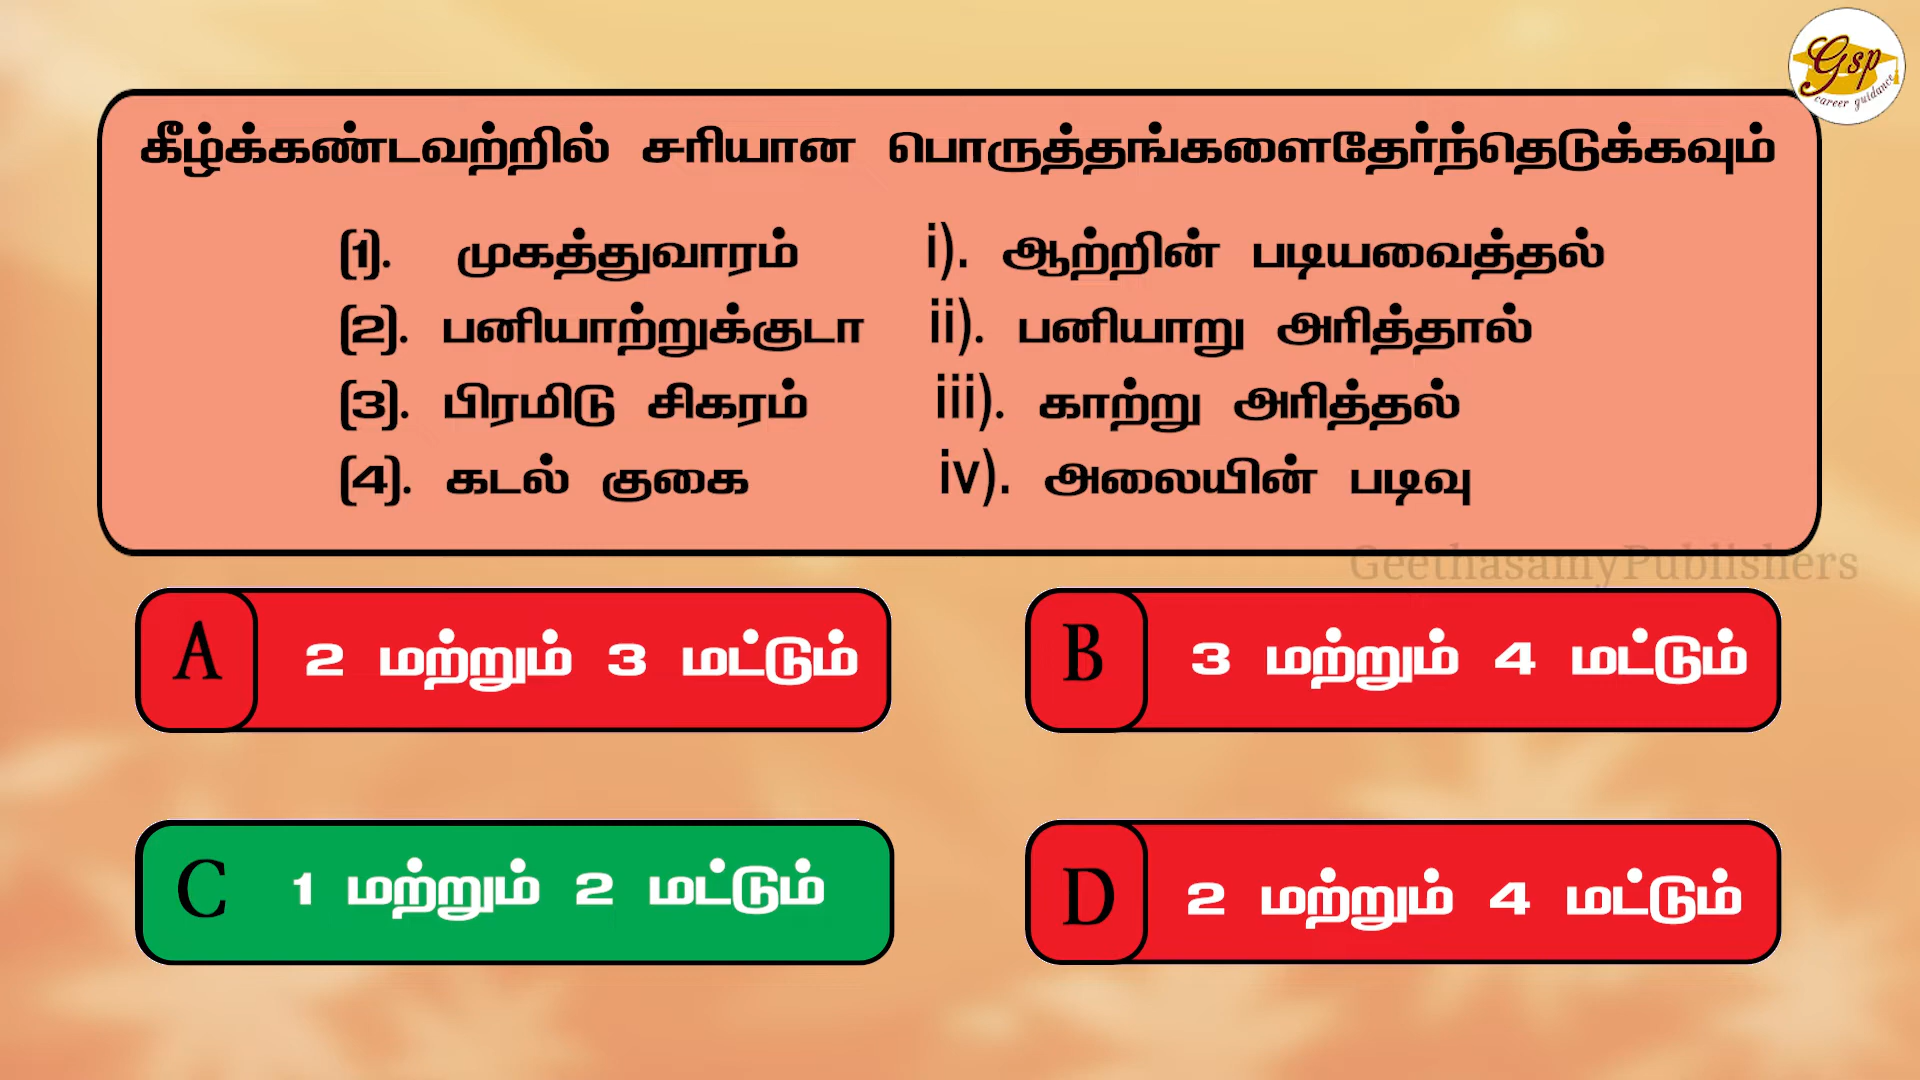 Gsp
career guidance
கீழ்க்கண்டவற்றில் சரியான பொருத்தங்களைதேர்ந்தெடுக்கவும்
(1). முகத்துவாரம் i). ஆற்றின் படியவைத்தல்
(2). பனியாற்றுக்குடா ii). பனியாறு அரித்தால்
(3). பிரமிடு சிகரம் iii). காற்று அரித்தல்
(4). கடல் குகை iv). அலையின் படிவு
GeethasamyPublishers
A 2 மற்றும் 3 மட்டும்
B 3 மற்றும் 4 மட்டும்
C 1 மற்றும் 2 மட்டும்
D 2 மற்றும் 4 மட்டும்